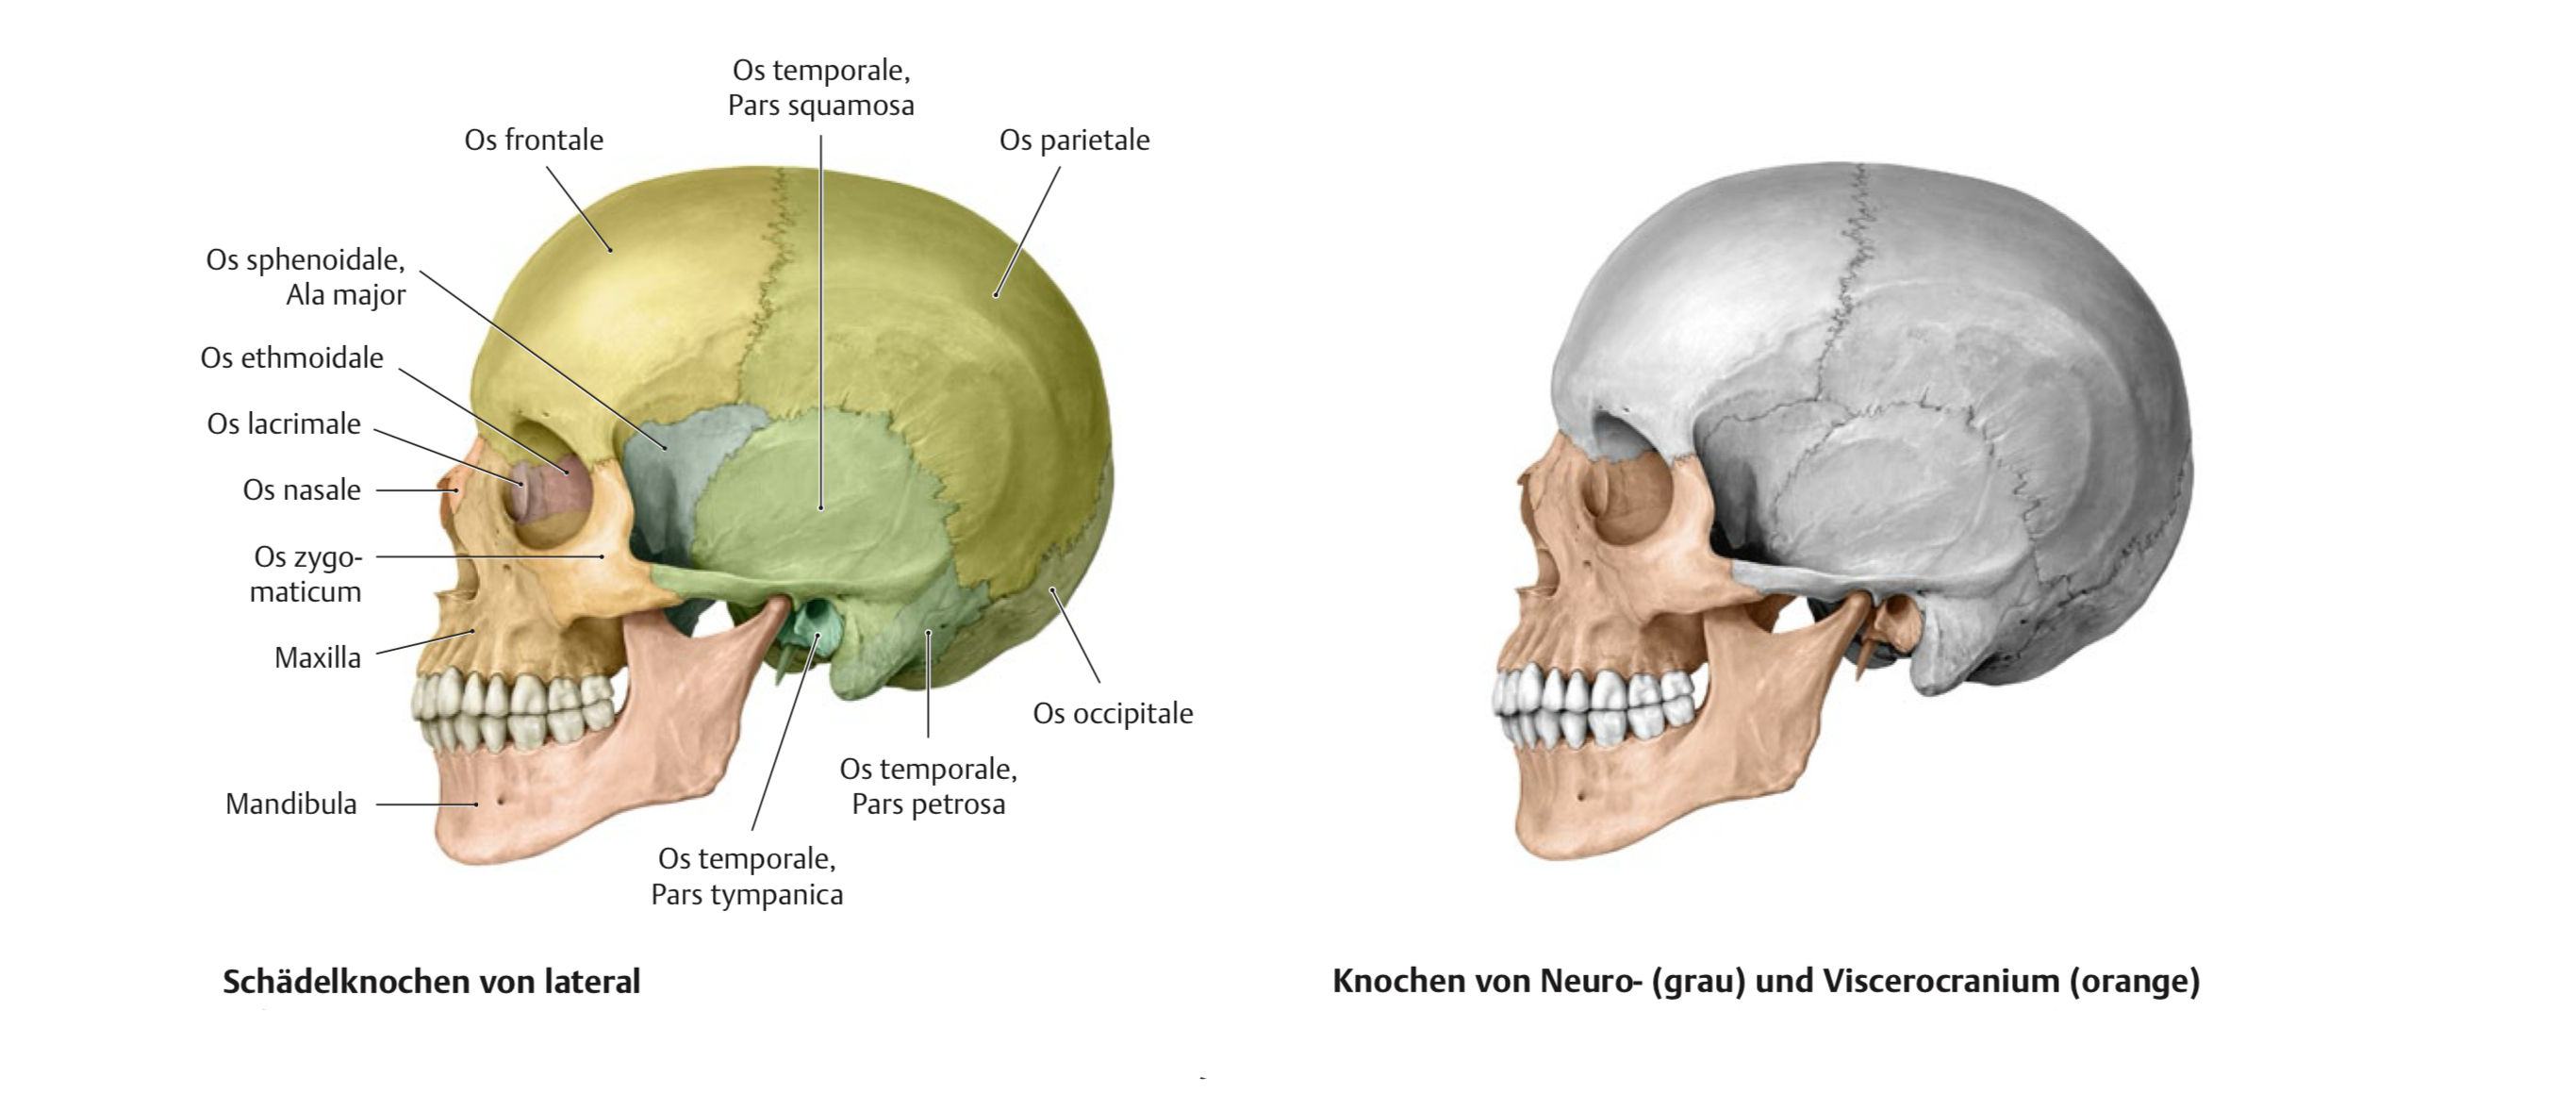 Os temporale,
Pars squamosa
Os frontale
Os parietale
Os sphenoidale,
Ala major
Os ethmoidale
Os lacrimale
Os nasale
Os zygo-
maticum
Maxilla
Mandibula
Os occipitale
Os temporale,
Pars petrosa
Os temporale,
Pars tympanica
Schädelknochen von lateral
Knochen von Neuro- (grau) und Viscerocranium (orange)